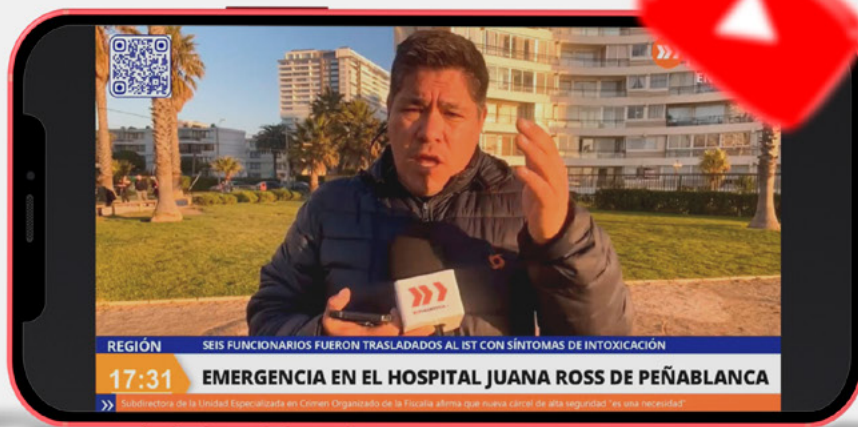 REGIÓN
SEIS FUNCIONARIOS FUERON TRASLADADOS AL IST CON SÍNTOMAS DE INTOXICACIÓN
17:31
EMERGENCIA EN EL HOSPITAL JUANA ROSS DE PEÑABLANCA
Subdirectora de la Unidad Especializada en Crimen Organizado de la Fiscalía afirma que nueva cárcel de alta seguridad "es una necesidad"